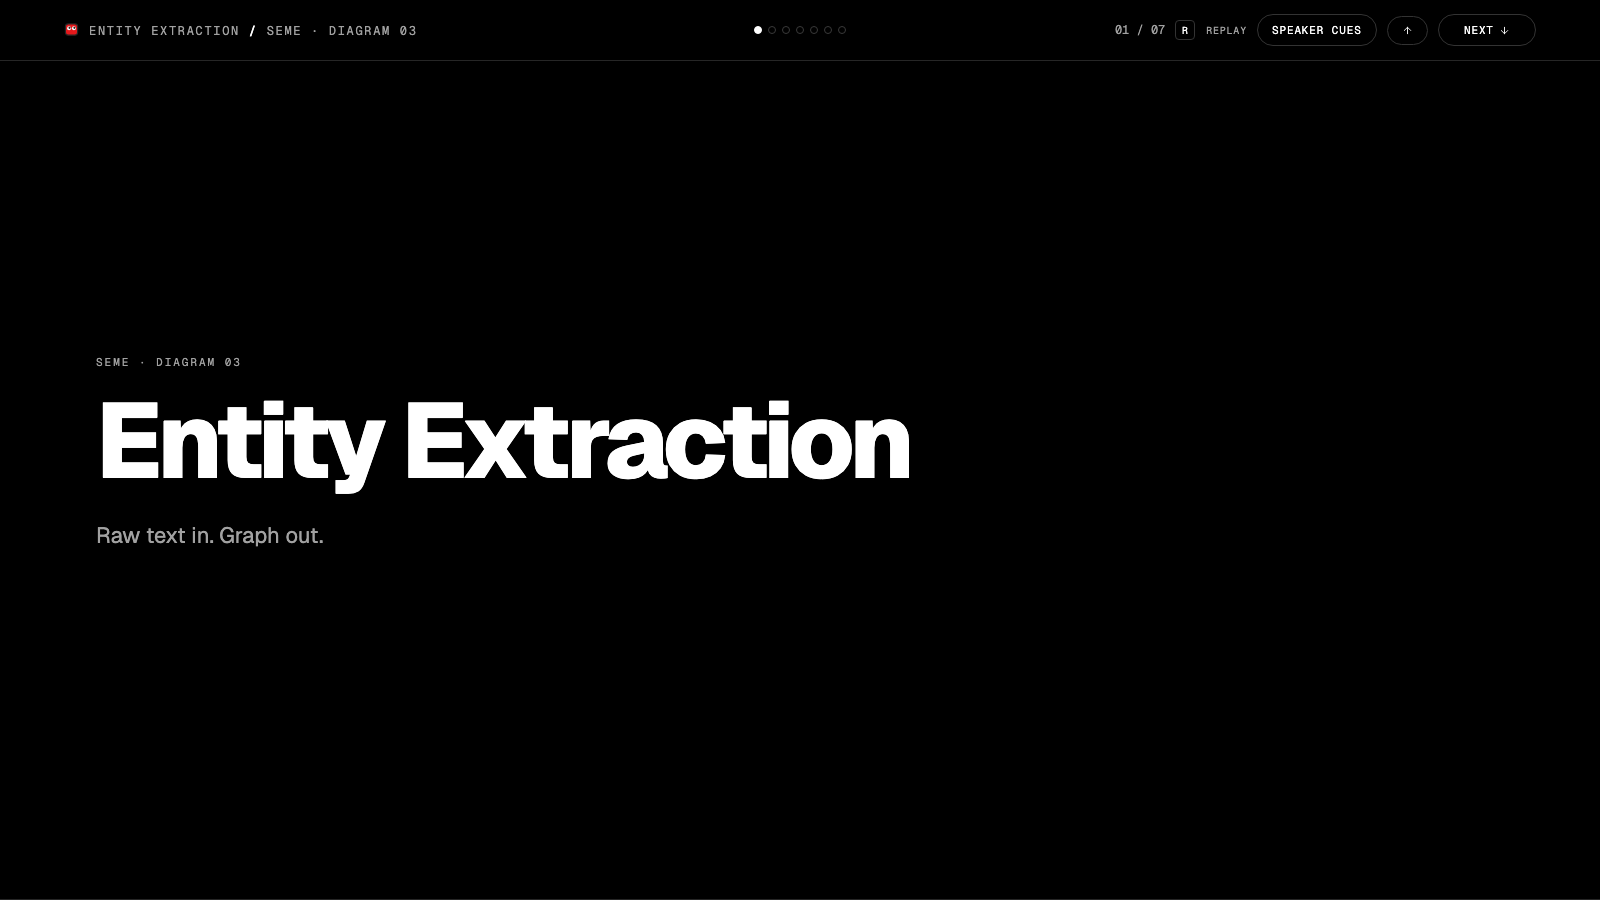 ENTITY EXTRACTION / SEME · DIAGRAM 03
01 / 07 R REPLAY SPEAKER CUES ↑ NEXT ↓
SEME · DIAGRAM 03
Entity Extraction
Raw text in. Graph out.